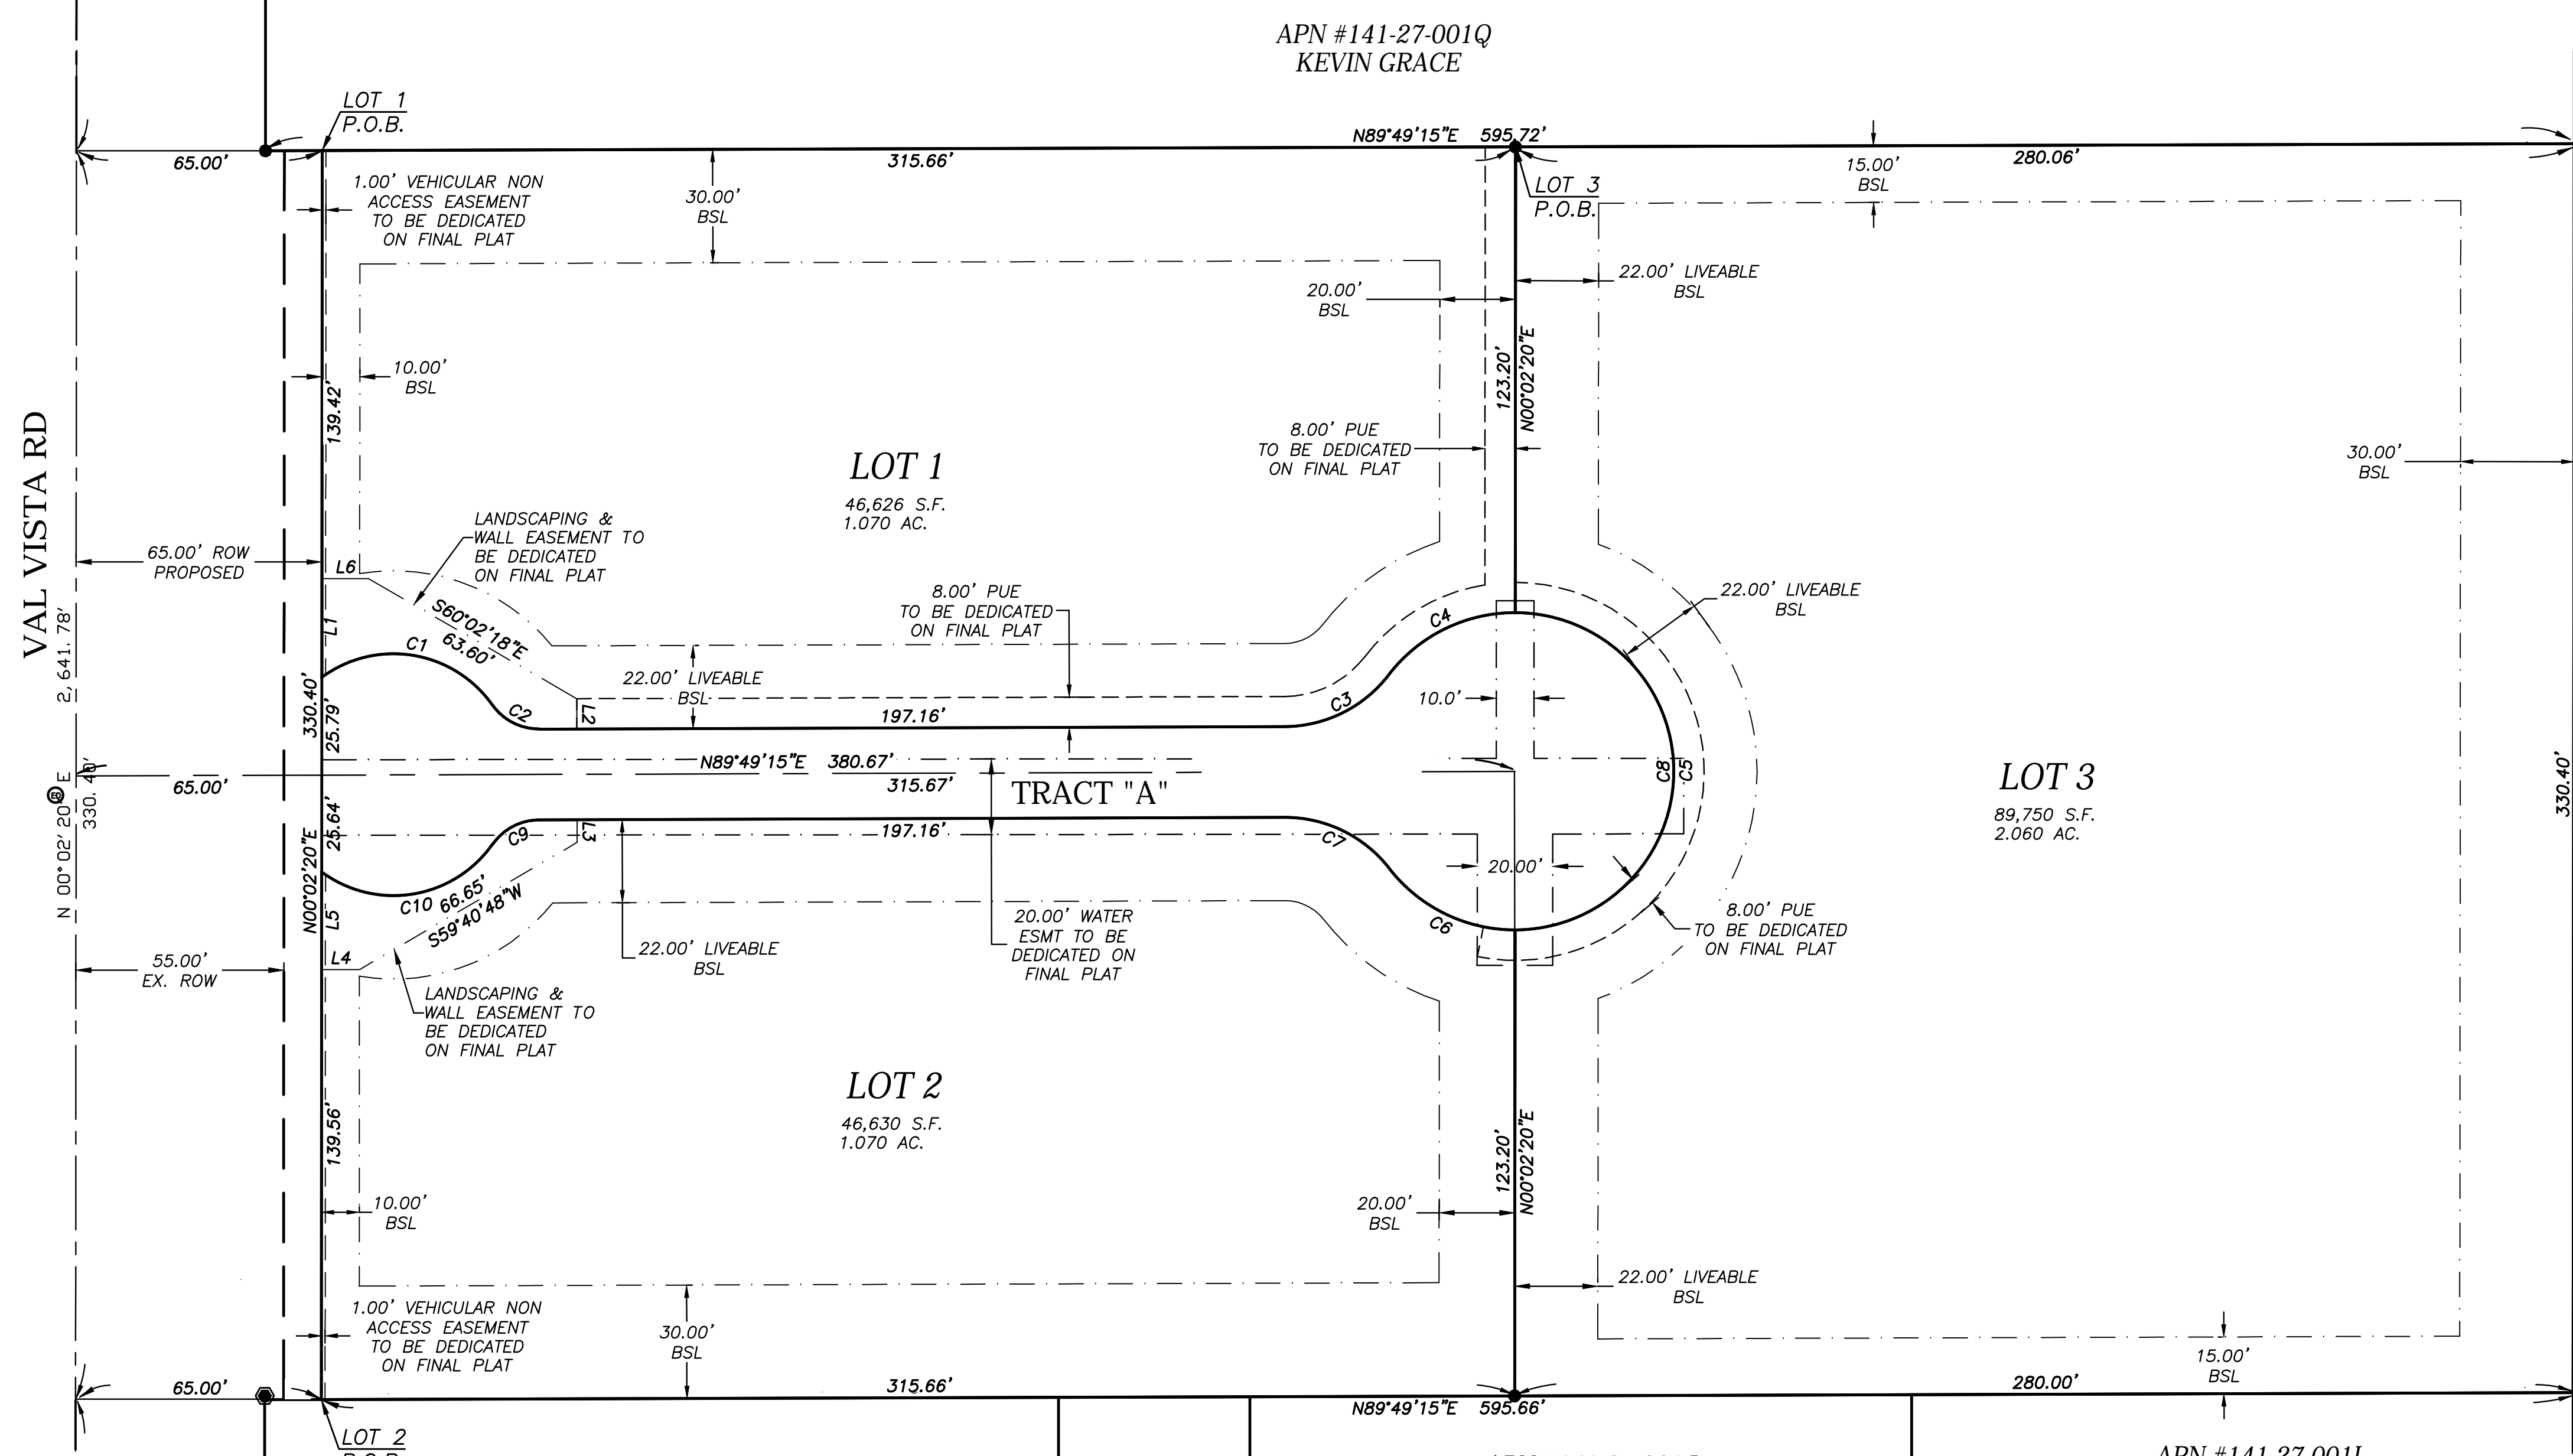 APN #141-27-001Q
KEVIN GRACE
LOT 1
P.O.B.
N89°49'15"E 595.72'
65.00'
315.66'
280.06'
15.00'
BSL
1.00' VEHICULAR NON
ACCESS EASEMENT
TO BE DEDICATED
ON FINAL PLAT
30.00'
BSL
LOT 3
P.O.B.
20.00'
BSL
22.00' LIVEABLE
BSL
10.00'
BSL
139.42'
123.20'
N00°02'20"E
8.00' PUE
TO BE DEDICATED
ON FINAL PLAT
30.00'
BSL
LOT 1
46,626 S.F.
1.070 AC.
VAL VISTA RD
LANDSCAPING &
WALL EASEMENT TO
BE DEDICATED
ON FINAL PLAT
65.00' ROW
PROPOSED
L6
L1
S60°02'18"E
63.60'
C1
C2
L2
8.00' PUE
TO BE DEDICATED
ON FINAL PLAT
22.00' LIVEABLE
BSL
C4
C3
22.00' LIVEABLE
BSL
10.0'
2,641.78'
N 00°02'20" E
330.40'
330.40'
25.79'
197.16'
N89°49'15"E 380.67'
65.00'
315.67'
TRACT "A"
C8
C5
LOT 3
89,750 S.F.
2.060 AC.
330.40'
EQ
25.64'
N00°02'20"E
C9
L3
197.16'
C7
20.00'
C10
66.65'
S59°40'48"W
L5
L4
C6
55.00'
EX. ROW
22.00' LIVEABLE
BSL
20.00' WATER
ESMT TO BE
DEDICATED ON
FINAL PLAT
8.00' PUE
TO BE DEDICATED
ON FINAL PLAT
LANDSCAPING &
WALL EASEMENT TO
BE DEDICATED
ON FINAL PLAT
LOT 2
46,630 S.F.
1.070 AC.
139.56'
123.20'
N00°02'20"E
10.00'
BSL
20.00'
BSL
22.00' LIVEABLE
BSL
1.00' VEHICULAR NON
ACCESS EASEMENT
TO BE DEDICATED
ON FINAL PLAT
30.00'
BSL
15.00'
BSL
65.00'
315.66'
280.00'
N89°49'15"E 595.66'
LOT 2